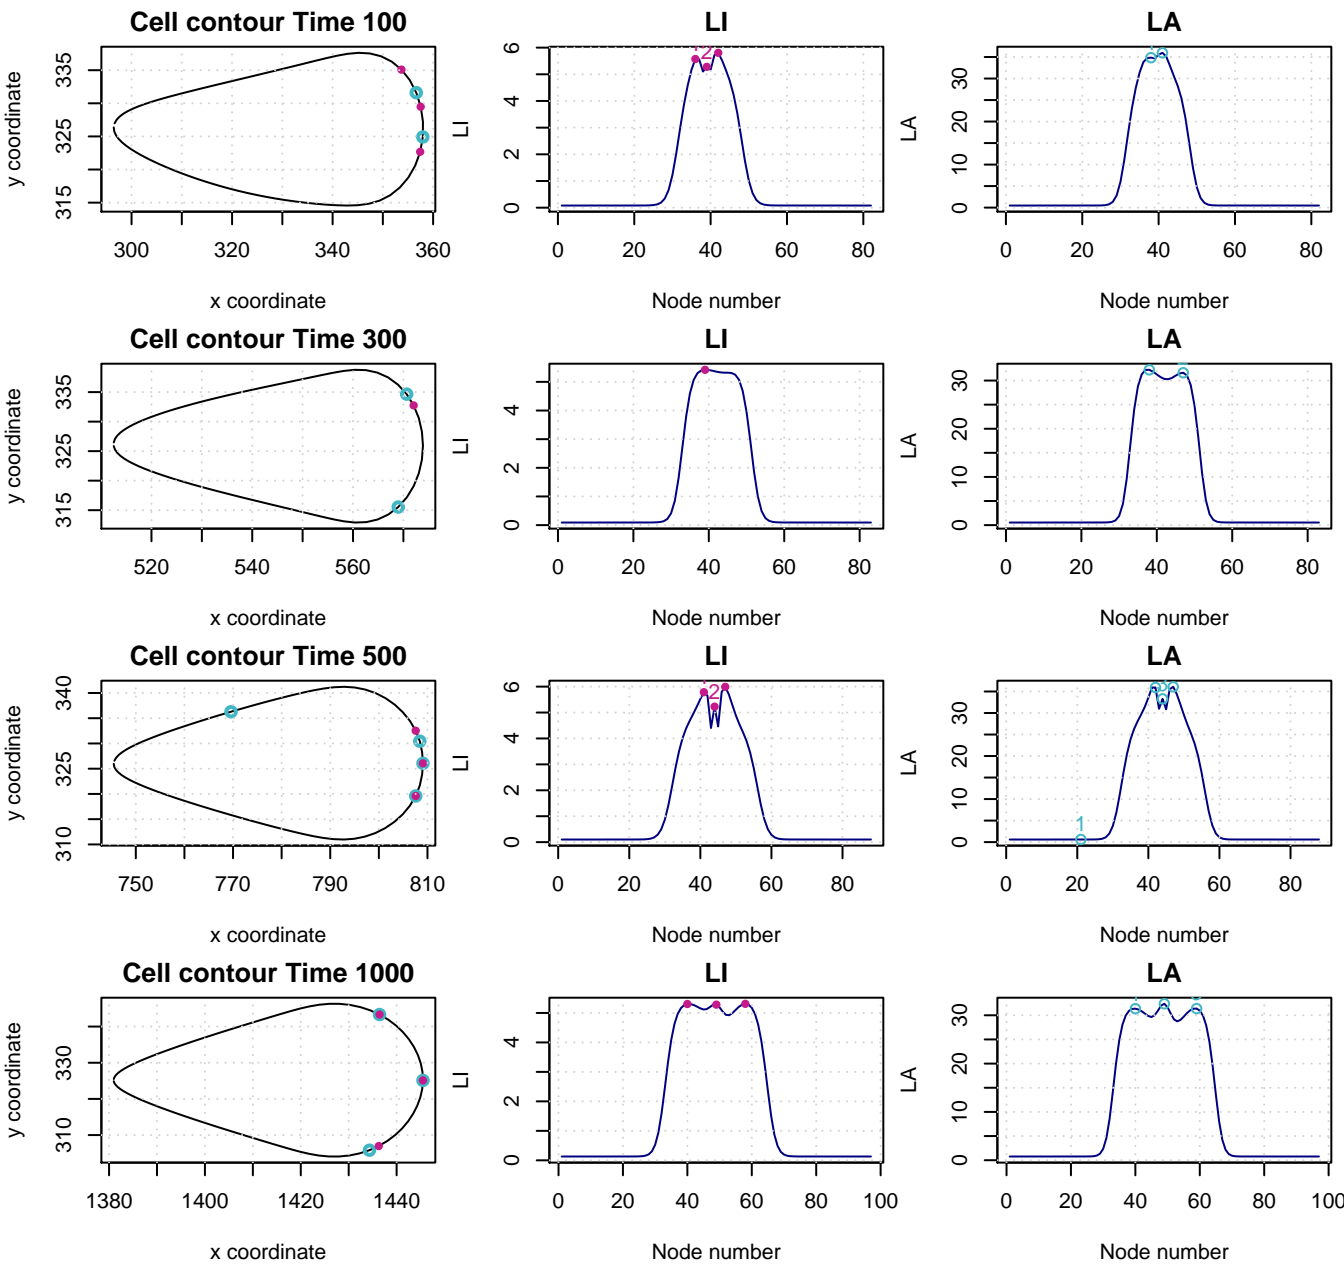 Cell contour Time 100
LI
LA
y coordinate
315 325 335
300 320 340 360
x coordinate
LI
0 2 4 6
2
0 20 40 60 80
Node number
LA
0 10 20 30
0 20 40 60 80
Node number
Cell contour Time 300
LI
LA
y coordinate
315 325 335
520 540 560
x coordinate
LI
0 2 4
0 20 40 60 80
Node number
LA
0 10 20 30
0 20 40 60 80
Node number
Cell contour Time 500
LI
LA
y coordinate
310 325 340
750 770 790 810
x coordinate
LI
0 2 4 6
2
0 20 40 60 80
Node number
LA
0 10 20 30
1
0 20 40 60 80
Node number
Cell contour Time 1000
LI
LA
y coordinate
310 330
1380 1400 1420 1440
x coordinate
LI
0 2 4
0 20 40 60 80 100
Node number
LA
0 10 20 30
0 20 40 60 80 100
Node number